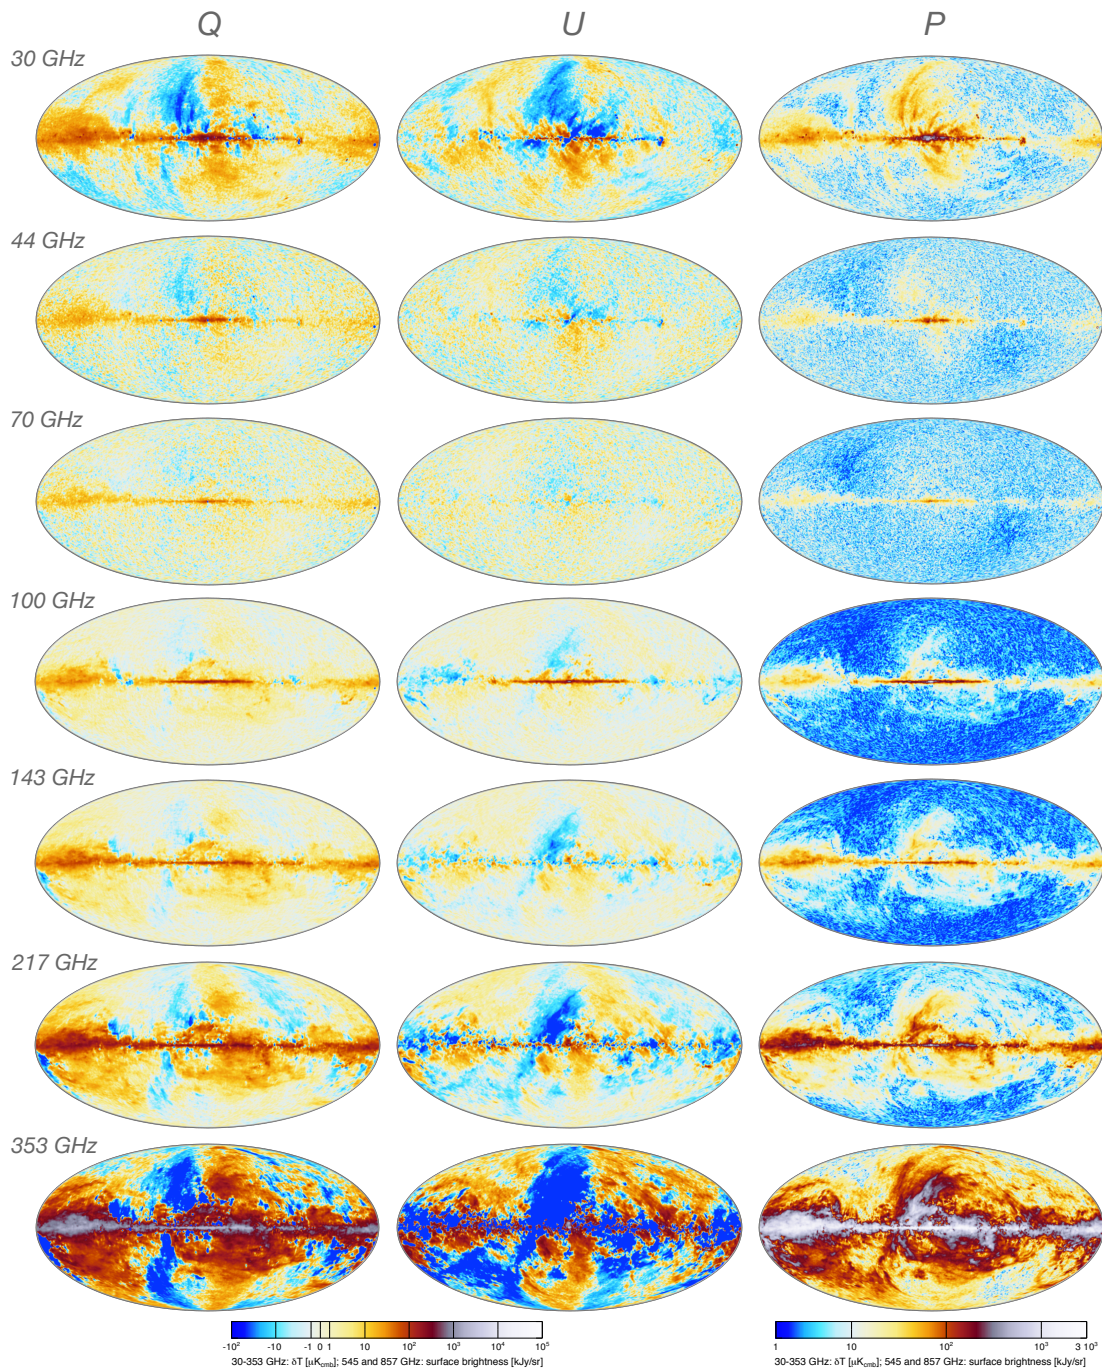 Q U P
30 GHz
44 GHz
70 GHz
100 GHz
143 GHz
217 GHz
353 GHz
-10² -10 -1 0 1 10 10² 10³ 10⁴ 10⁵
30-353 GHz: δT [μK_cmb]; 545 and 857 GHz: surface brightness [kJy/sr]
1 10 10² 10³ 3 10³
30-353 GHz: δT [μK_cmb]; 545 and 857 GHz: surface brightness [kJy/sr]